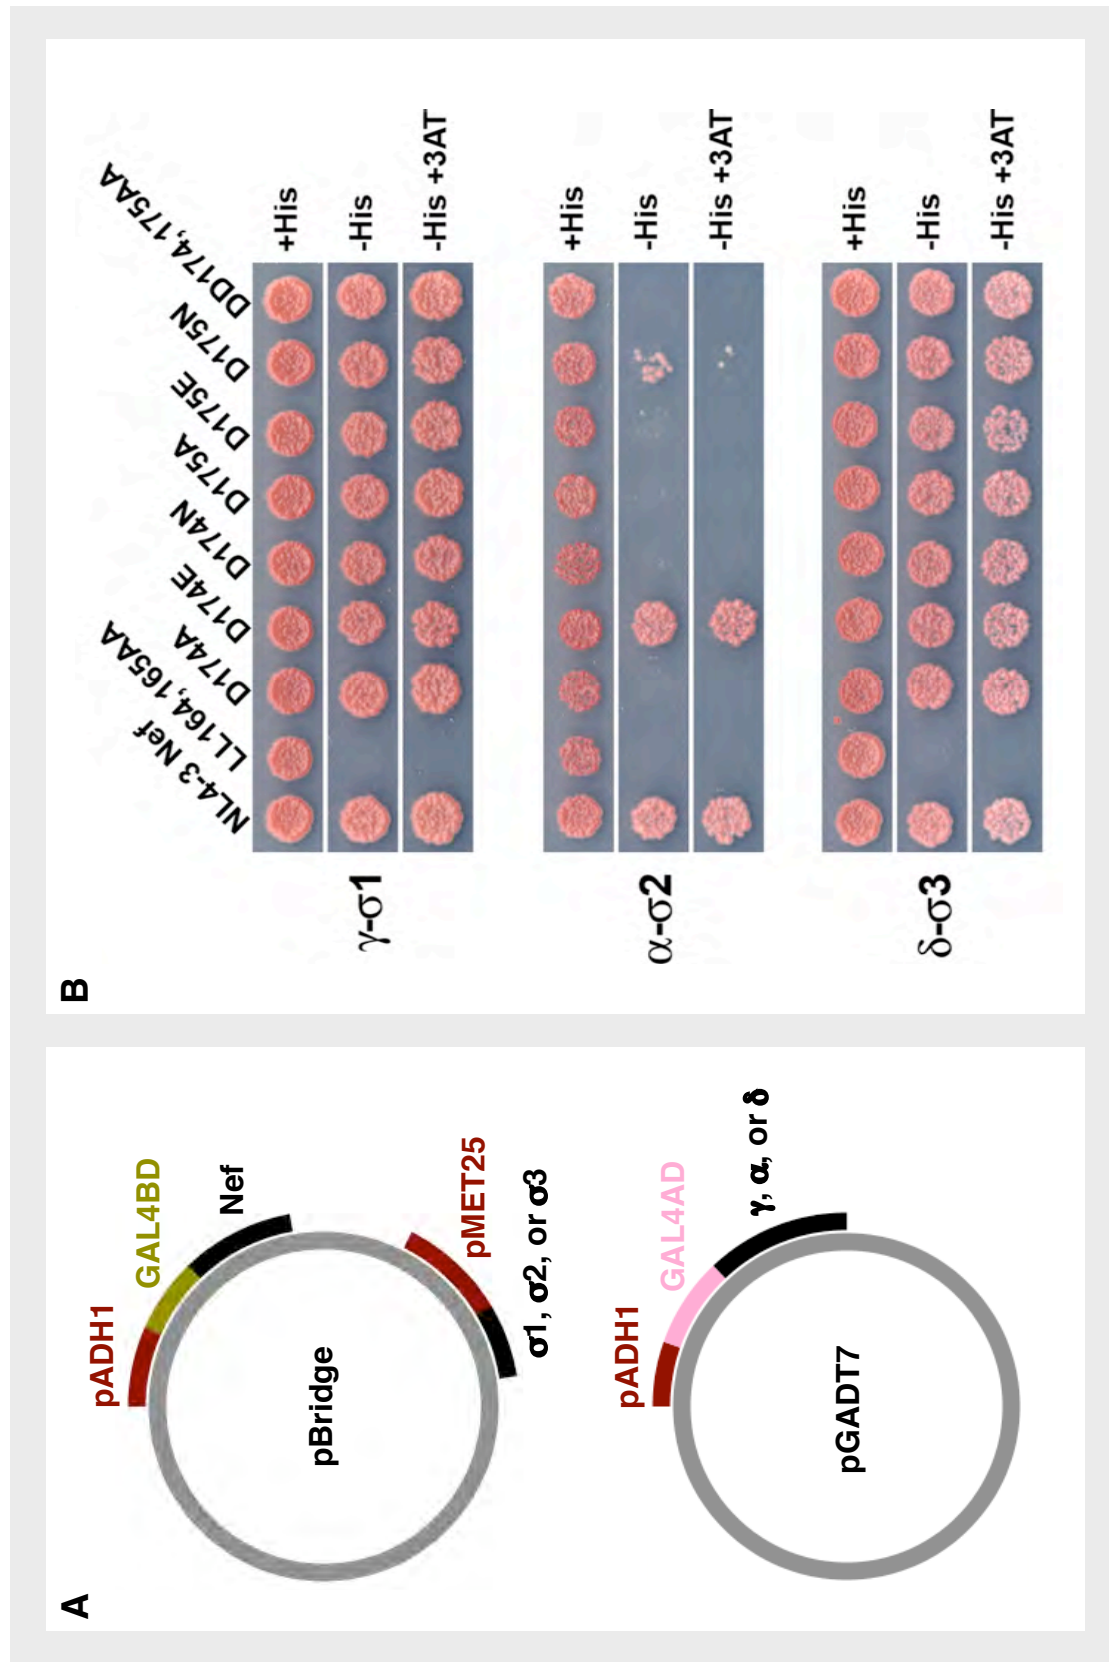 A
pADH1
GAL4BD
Nef
pBridge
pMET25
σ1, σ2, or σ3
pADH1
GAL4AD
γ, α, or δ
pGADT7
B
NL4-3 Nef
LL164,165AA
D174A
D174E
D174N
D175A
D175E
D175N
DD174,175AA
γ-σ1
+His
-His
-His +3AT
α-σ2
+His
-His
-His +3AT
δ-σ3
+His
-His
-His +3AT